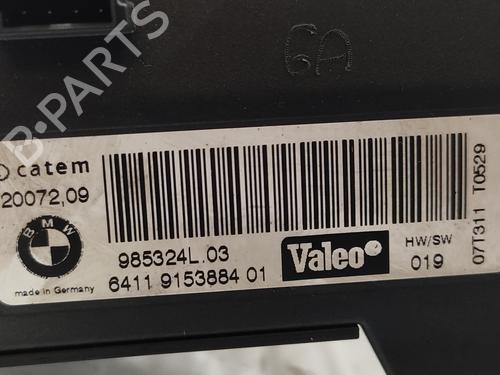 6A
catem
20072,09
BMW
made in Germany
985324L.03
6411 9153884 01
Valeo
HW/SW
019
07T311 T0529
B-PARTS